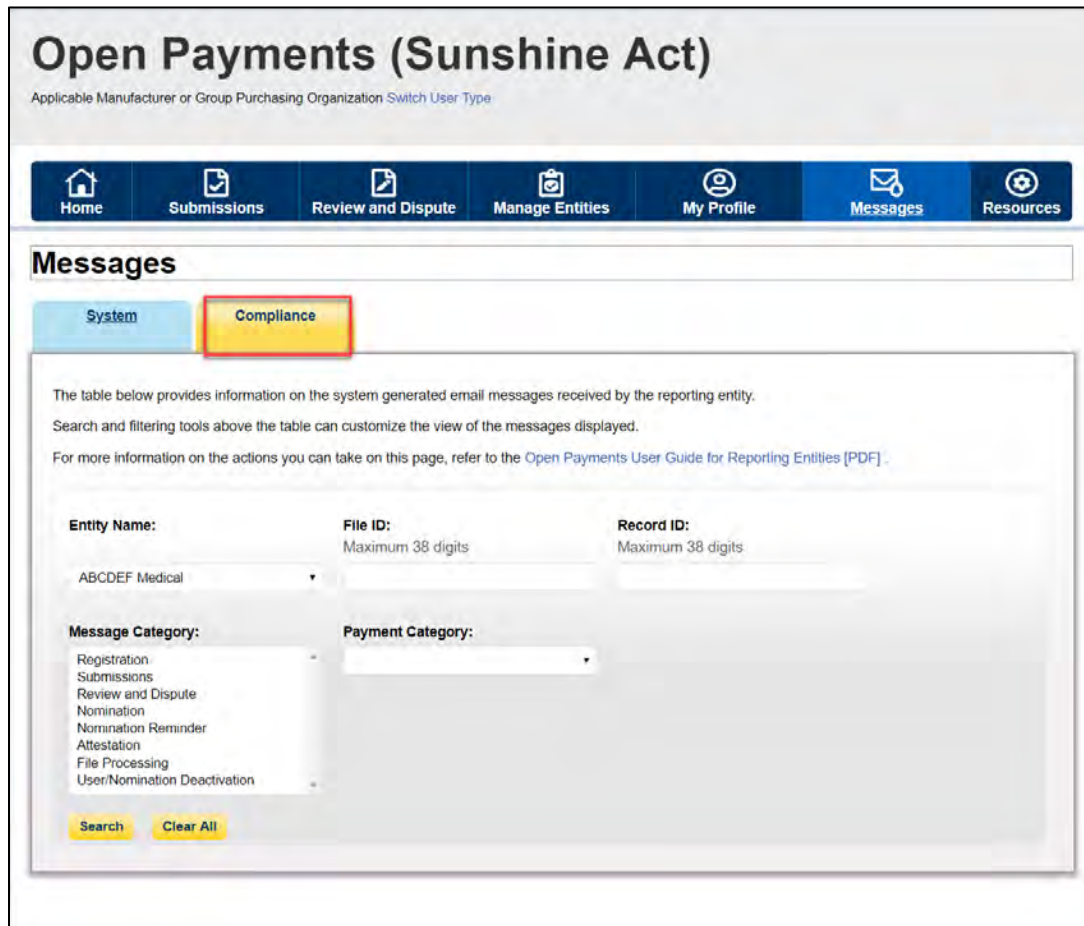 Open Payments (Sunshine Act)
Applicable Manufacturer or Group Purchasing Organization Switch User Type
Home Submissions Review and Dispute Manage Entities My Profile Messages Resources
Messages
System Compliance
The table below provides information on the system generated email messages received by the reporting entity.
Search and filtering tools above the table can customize the view of the messages displayed.
For more information on the actions you can take on this page, refer to the Open Payments User Guide for Reporting Entities [PDF] .
Entity Name: File ID: Record ID:
Maximum 38 digits Maximum 38 digits
ABCDEF Medical
Message Category: Payment Category:
Registration
Submissions
Review and Dispute
Nomination
Nomination Reminder
Attestation
File Processing
User/Nomination Deactivation
Search Clear All